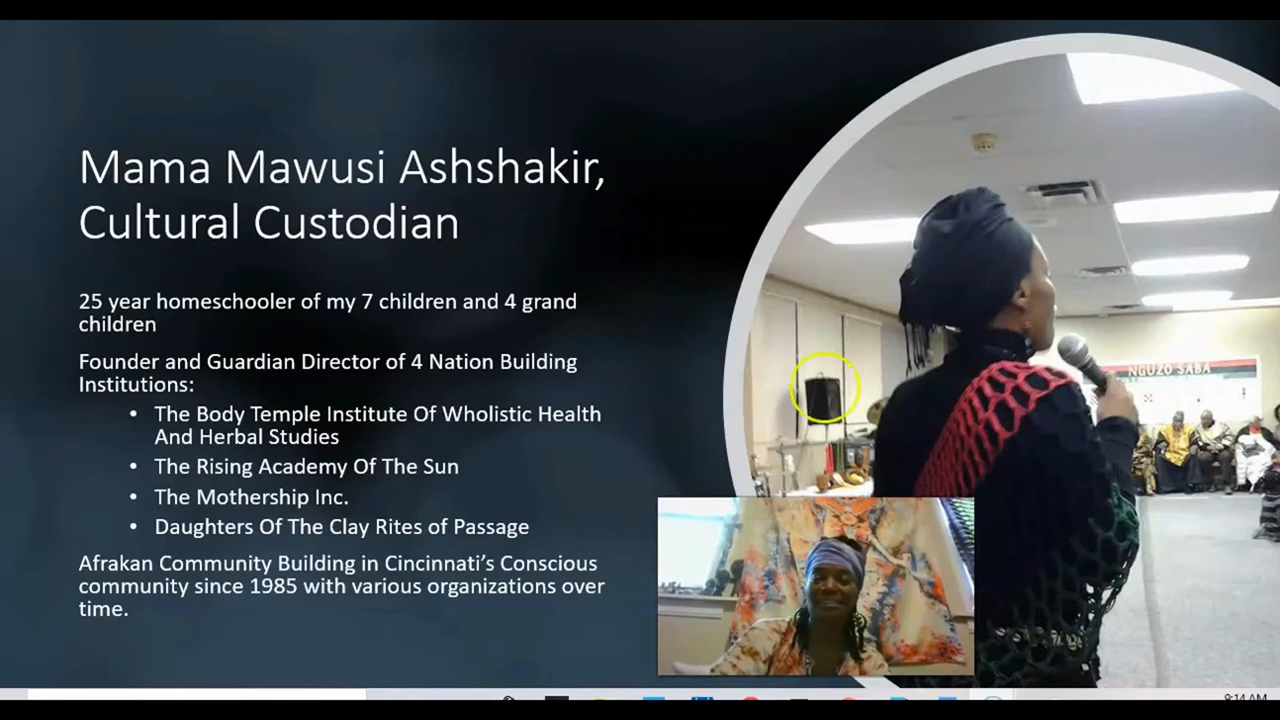 Mama Mawusi Ashshakir,
Cultural Custodian
25 year homeschooler of my 7 children and 4 grand
children
Founder and Guardian Director of 4 Nation Building
Institutions:
• The Body Temple Institute Of Wholistic Health
And Herbal Studies
• The Rising Academy Of The Sun
• The Mothership Inc.
• Daughters Of The Clay Rites of Passage
Afrakan Community Building in Cincinnati’s Conscious
community since 1985 with various organizations over
time.
NGUZO SABA
9:14 AM